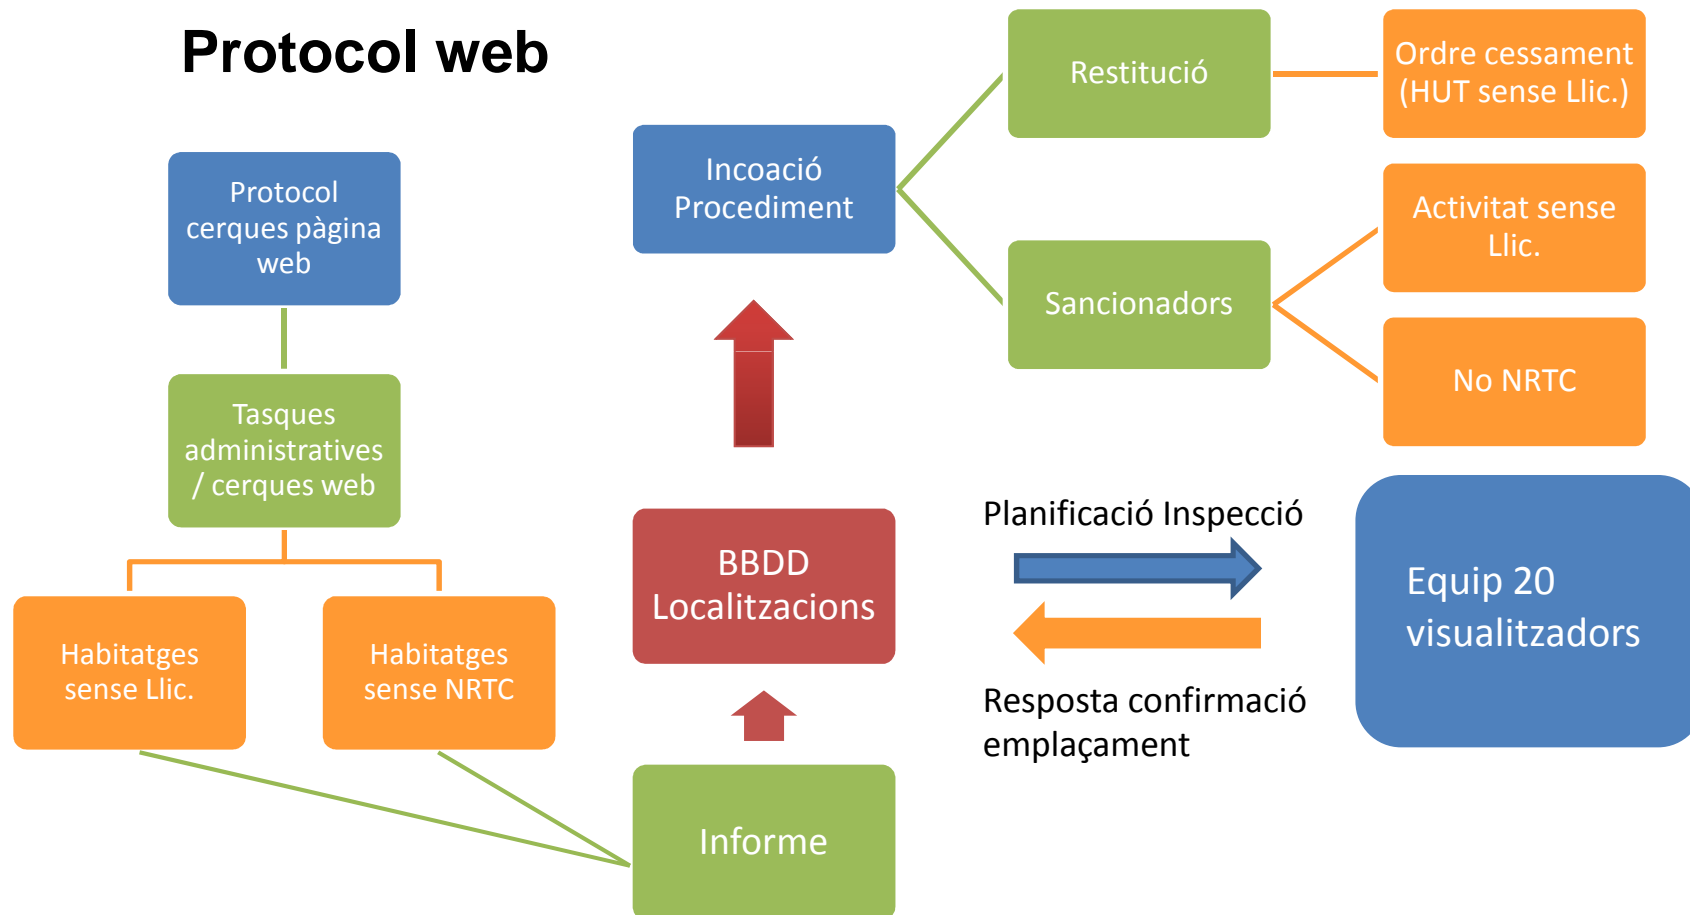 Protocol web
Protocol
cerques pàgina
web
Tasques
administratives
/ cerques web
Habitatges
sense Llic.
Habitatges
sense NRTC
Informe
BBDD
Localitzacions
Incoació
Procediment
Restitució
Sancionadors
Ordre cessament
(HUT sense Llic.)
Activitat sense
Llic.
No NRTC
Planificació Inspecció
Resposta confirmació
emplaçament
Equip 20
visualitzadors